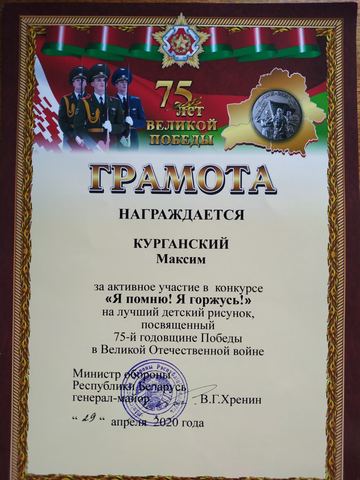 75
ЛЕТ
ВЕЛИКОЙ
ПОБЕДЫ
ГРАМОТА
НАГРАЖДАЕТСЯ
КУРГАНСКИЙ
Максим
за активное участие в конкурсе
«Я помню! Я горжусь!»
на лучший детский рисунок,
посвященный
75-й годовщине Победы
в Великой Отечественной войне
Министр обороны
Республики Беларусь
генерал-майор В.Г.Хренин
“ 29 ” апреля 2020 года